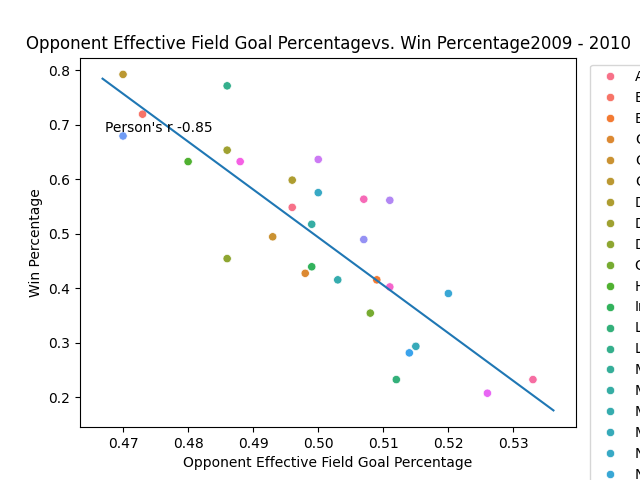 Opponent Effective Field Goal Percentagevs. Win Percentage2009 - 2010
0.8
0.7
0.6
0.5
0.4
0.3
0.2
Win Percentage
Person's r -0.85
0.47 0.48 0.49 0.50 0.51 0.52 0.53
Opponent Effective Field Goal Percentage